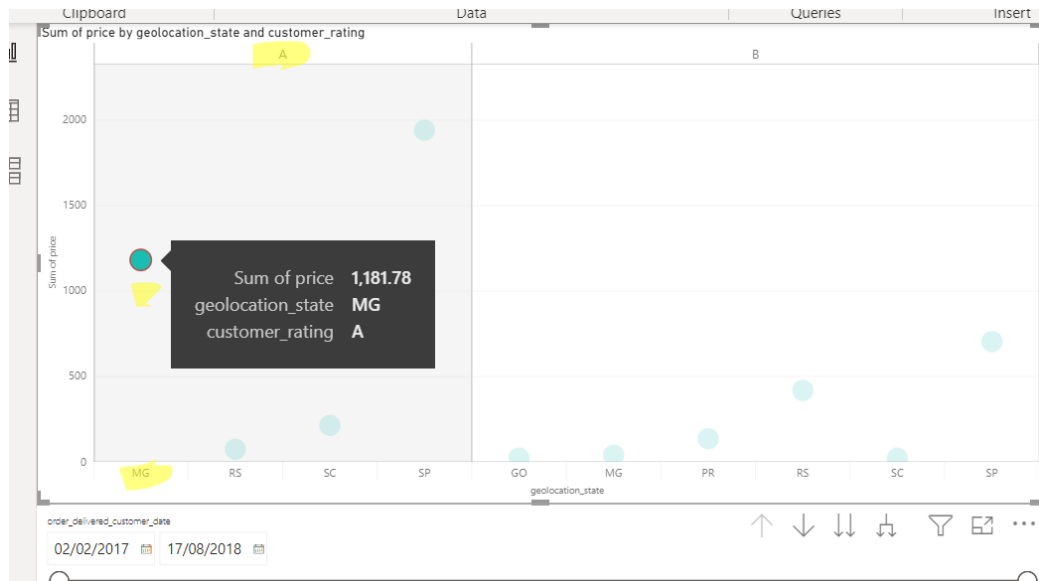 Clipboard Data Queries Insert
Sum of price by geolocation_state and customer_rating
A B
2000
1500
Sum of price
1000
500
0
Sum of price 1,181.78
geolocation_state MG
customer_rating A
MG RS SC SP GO MG PR RS SC SP
geolocation_state
order_delivered_customer_date
02/02/2017 17/08/2018